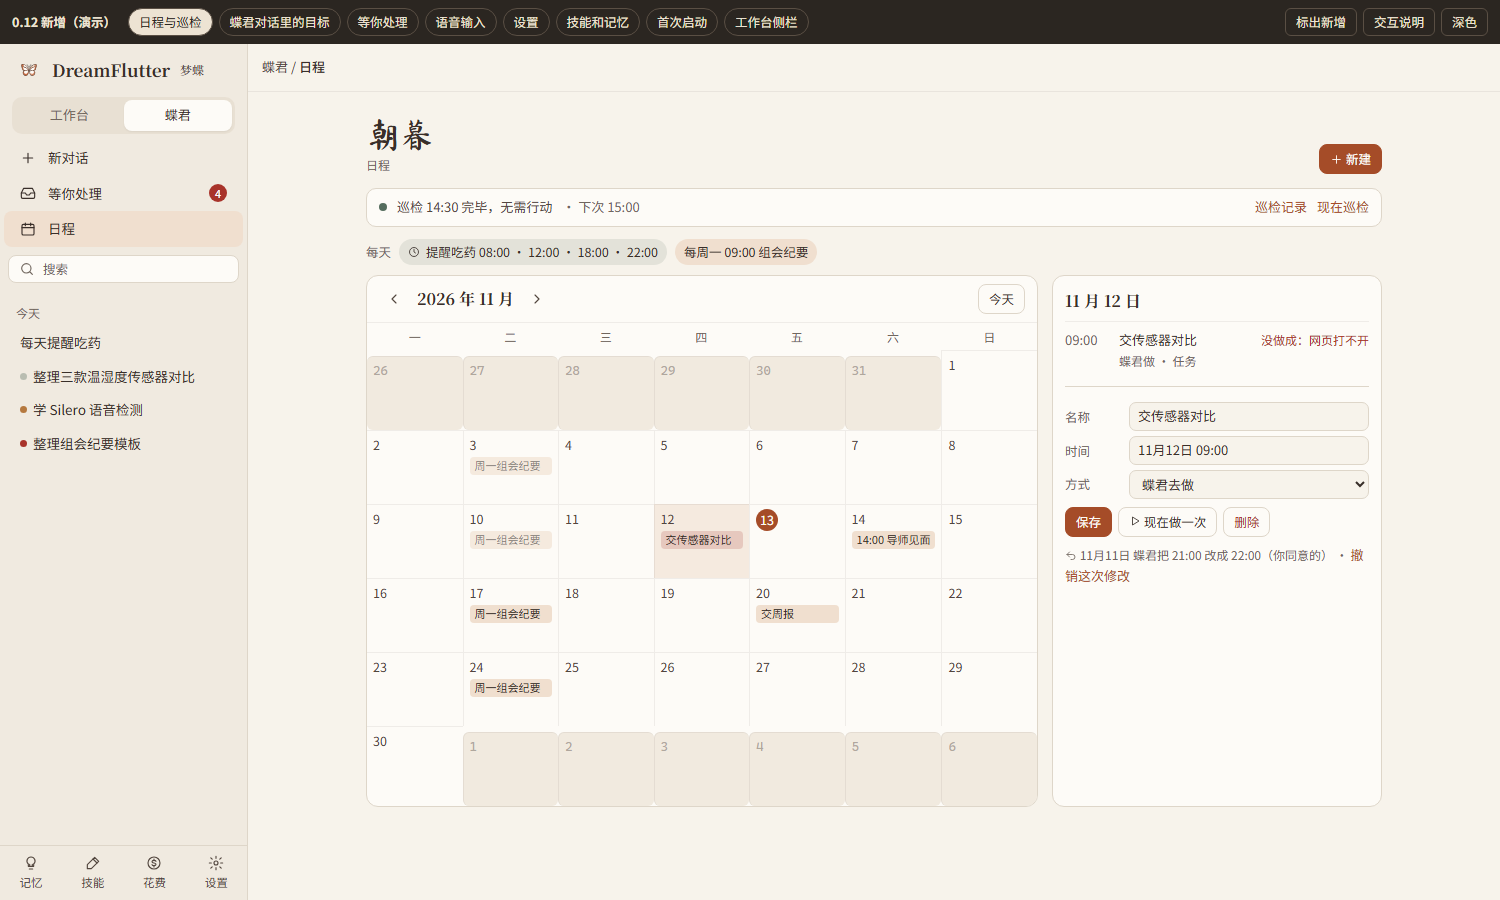 0.12 新增（演示） 日程与巡检 蝶君对话里的目标 等你处理 语音输入 设置 技能和记忆 首次启动 工作台侧栏 标出新增 交互说明 深色
DreamFlutter 梦蝶
工作台 蝶君
新对话
等你处理 4
日程
搜索
今天
每天提醒吃药
整理三款温湿度传感器对比
学 Silero 语音检测
整理组会纪要模板
记忆 技能 花费 设置
蝶君 / 日程
朝暮
日程
+ 新建
巡检 14:30 完毕，无需行动 · 下次 15:00 巡检记录 现在巡检
每天 提醒吃药 08:00 · 12:00 · 18:00 · 22:00 每周一 09:00 组会纪要
2026 年 11 月 今天
一 二 三 四 五 六 日
26 27 28 29 30 31 1
2 3 4 5 6 7 8
周一组会纪要
9 10 11 12 13 14 15
周一组会纪要 交传感器对比 14:00 导师见面
16 17 18 19 20 21 22
周一组会纪要 交周报
23 24 25 26 27 28 29
周一组会纪要
30 1 2 3 4 5 6
11 月 12 日
09:00 交传感器对比 没做成：网页打不开
蝶君做 · 任务
名称 交传感器对比
时间 11月12日 09:00
方式 蝶君去做
保存 现在做一次 删除
11月11日 蝶君把 21:00 改成 22:00（你同意的） · 撤
销这次修改